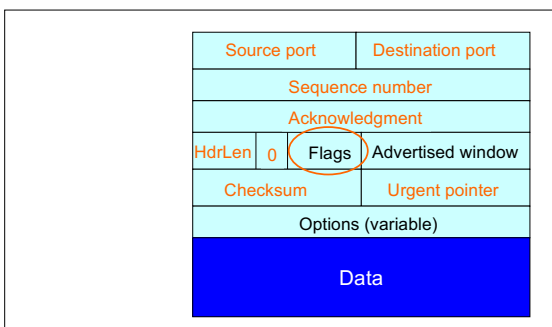 Source port Destination port
Sequence number
Acknowledgment
HdrLen 0 Flags Advertised window
Checksum Urgent pointer
Options (variable)
Data